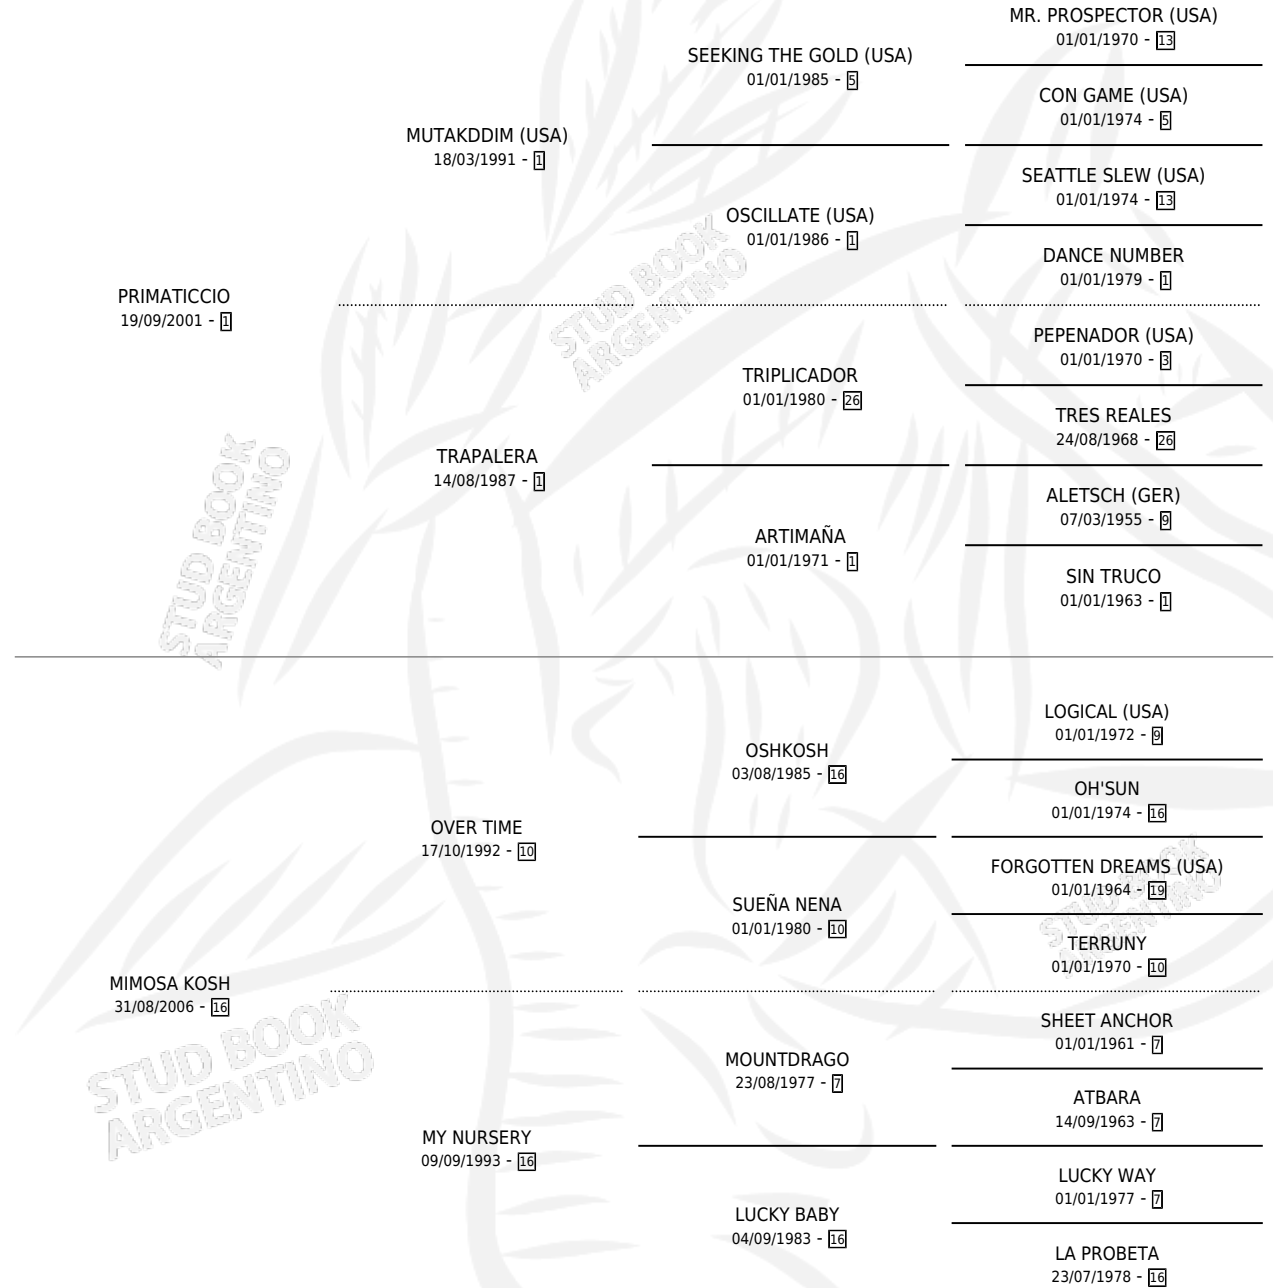 MR. PROSPECTOR (USA)
01/01/1970 - 13
SEEKING THE GOLD (USA)
01/01/1985 - 5
CON GAME (USA)
01/01/1974 - 5
MUTAKDDIM (USA)
18/03/1991 - 1
SEATTLE SLEW (USA)
01/01/1974 - 13
OSCILLATE (USA)
01/01/1986 - 1
DANCE NUMBER
01/01/1979 - 1
PRIMATICCIO
19/09/2001 - 1
STUD BOOK
ARGENTINO
PEPENADOR (USA)
01/01/1970 - 3
TRIPLICADOR
01/01/1980 - 26
TRES REALES
24/08/1968 - 26
TRAPALERA
14/08/1987 - 1
ALETSCH (GER)
07/03/1955 - 9
ARTIMAÑA
01/01/1971 - 1
SIN TRUCO
01/01/1963 - 1
STUD BOOK
ARGENTINO
LOGICAL (USA)
01/01/1972 - 9
OSHKOSH
03/08/1985 - 16
OH'SUN
01/01/1974 - 16
OVER TIME
17/10/1992 - 10
FORGOTTEN DREAMS (USA)
01/01/1964 - 19
SUEÑA NENA
01/01/1980 - 10
TERRUNY
01/01/1970 - 10
STUD BOOK
ARGENTINO
MIMOSA KOSH
31/08/2006 - 16
STUD BOOK
ARGENTINO
SHEET ANCHOR
01/01/1961 - 7
MOUNTDRAGO
23/08/1977 - 7
ATBARA
14/09/1963 - 7
MY NURSERY
09/09/1993 - 16
LUCKY WAY
01/01/1977 - 7
LUCKY BABY
04/09/1983 - 16
LA PROBETA
23/07/1978 - 16